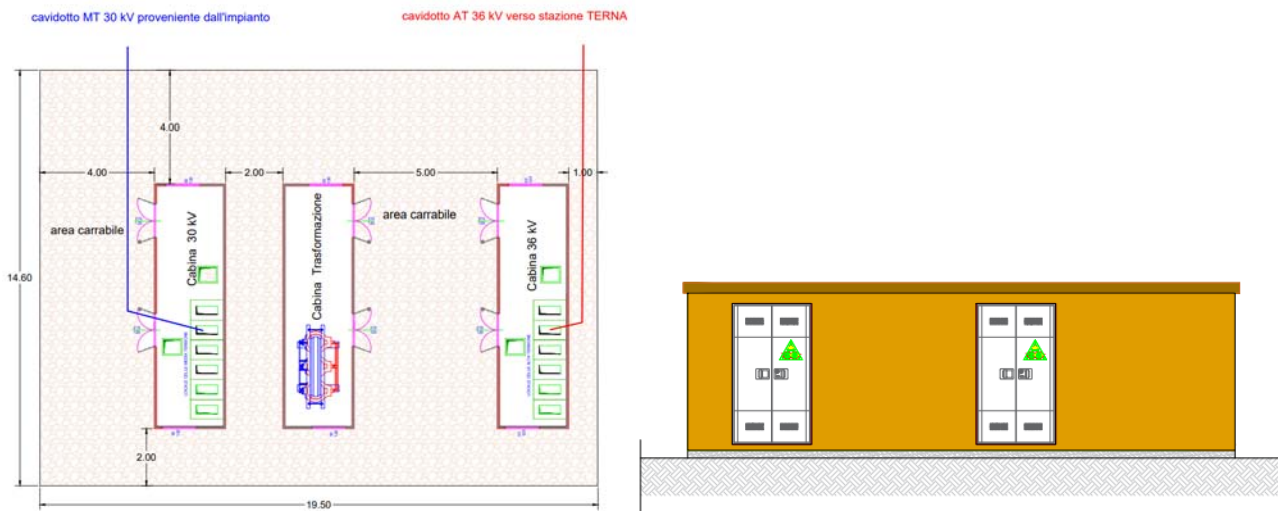 cavidotto MT 30 kV proveniente dall'impianto
cavidotto AT 36 kV verso stazione TERNA
4.00
4.00
2.00
5.00
1.00
Cabina 30 kV
Cabina Trasformazione
Cabina 36 kV
area carrabile
area carrabile
14.60
2.00
19.50